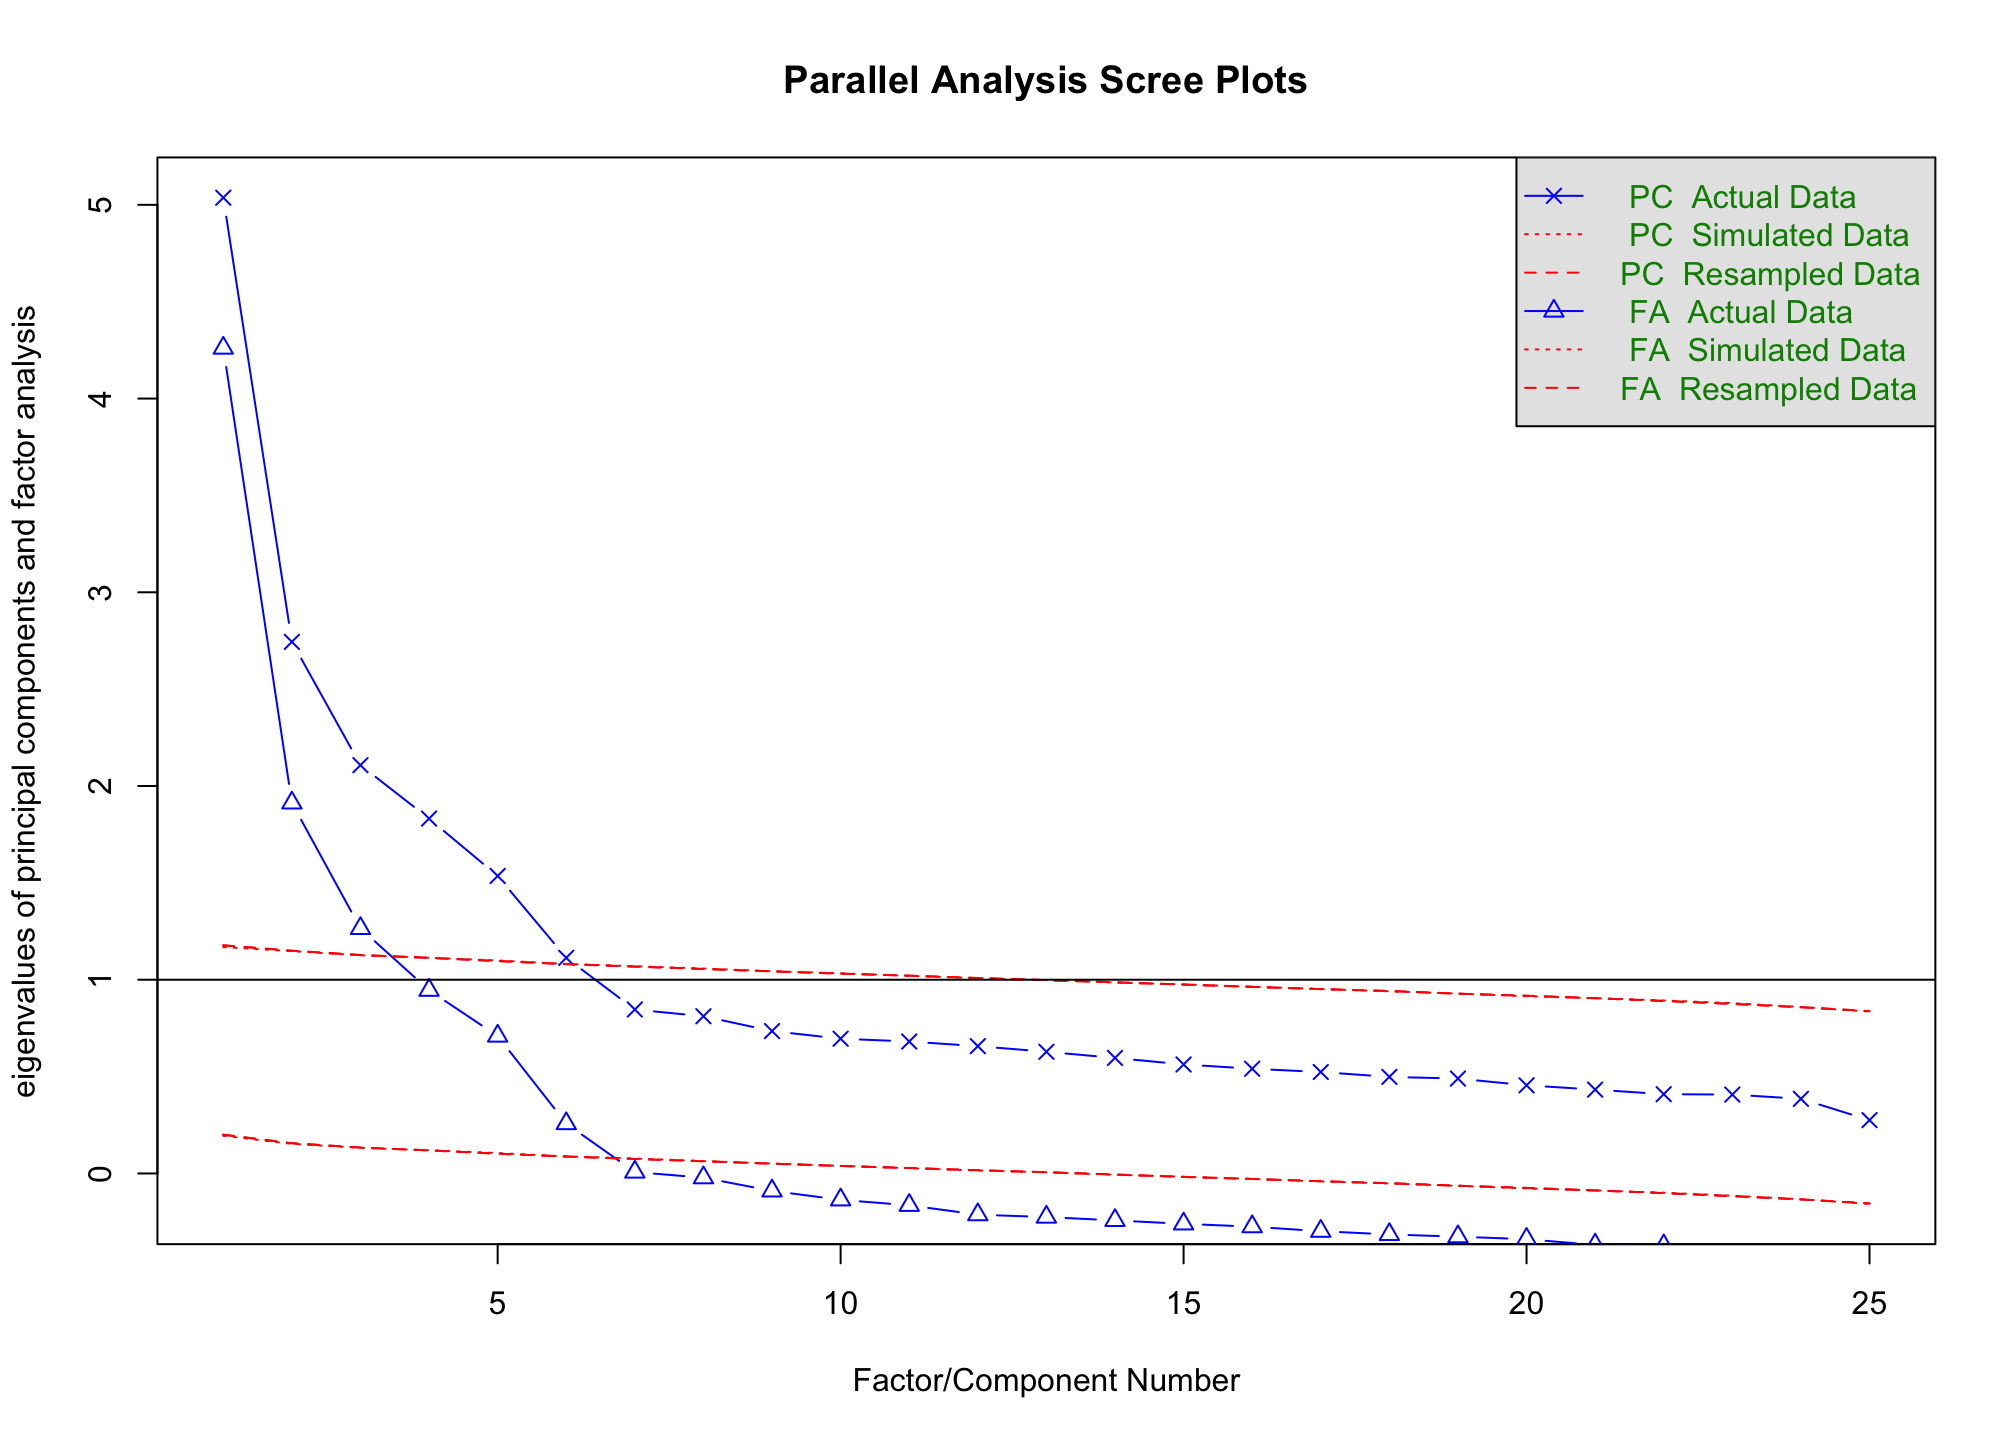 Parallel Analysis Scree Plots
PC Actual Data
PC Simulated Data
PC Resampled Data
FA Actual Data
FA Simulated Data
FA Resampled Data
eigenvalues of principal components and factor analysis
5
4
3
2
1
0
5 10 15 20 25
Factor/Component Number